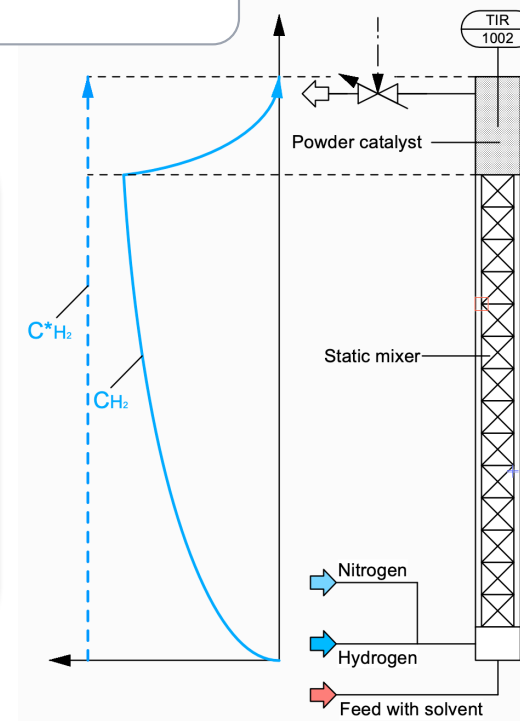 TIR
1002
Powder catalyst
C*H₂
Static mixer
CH₂
Nitrogen
Hydrogen
Feed with solvent